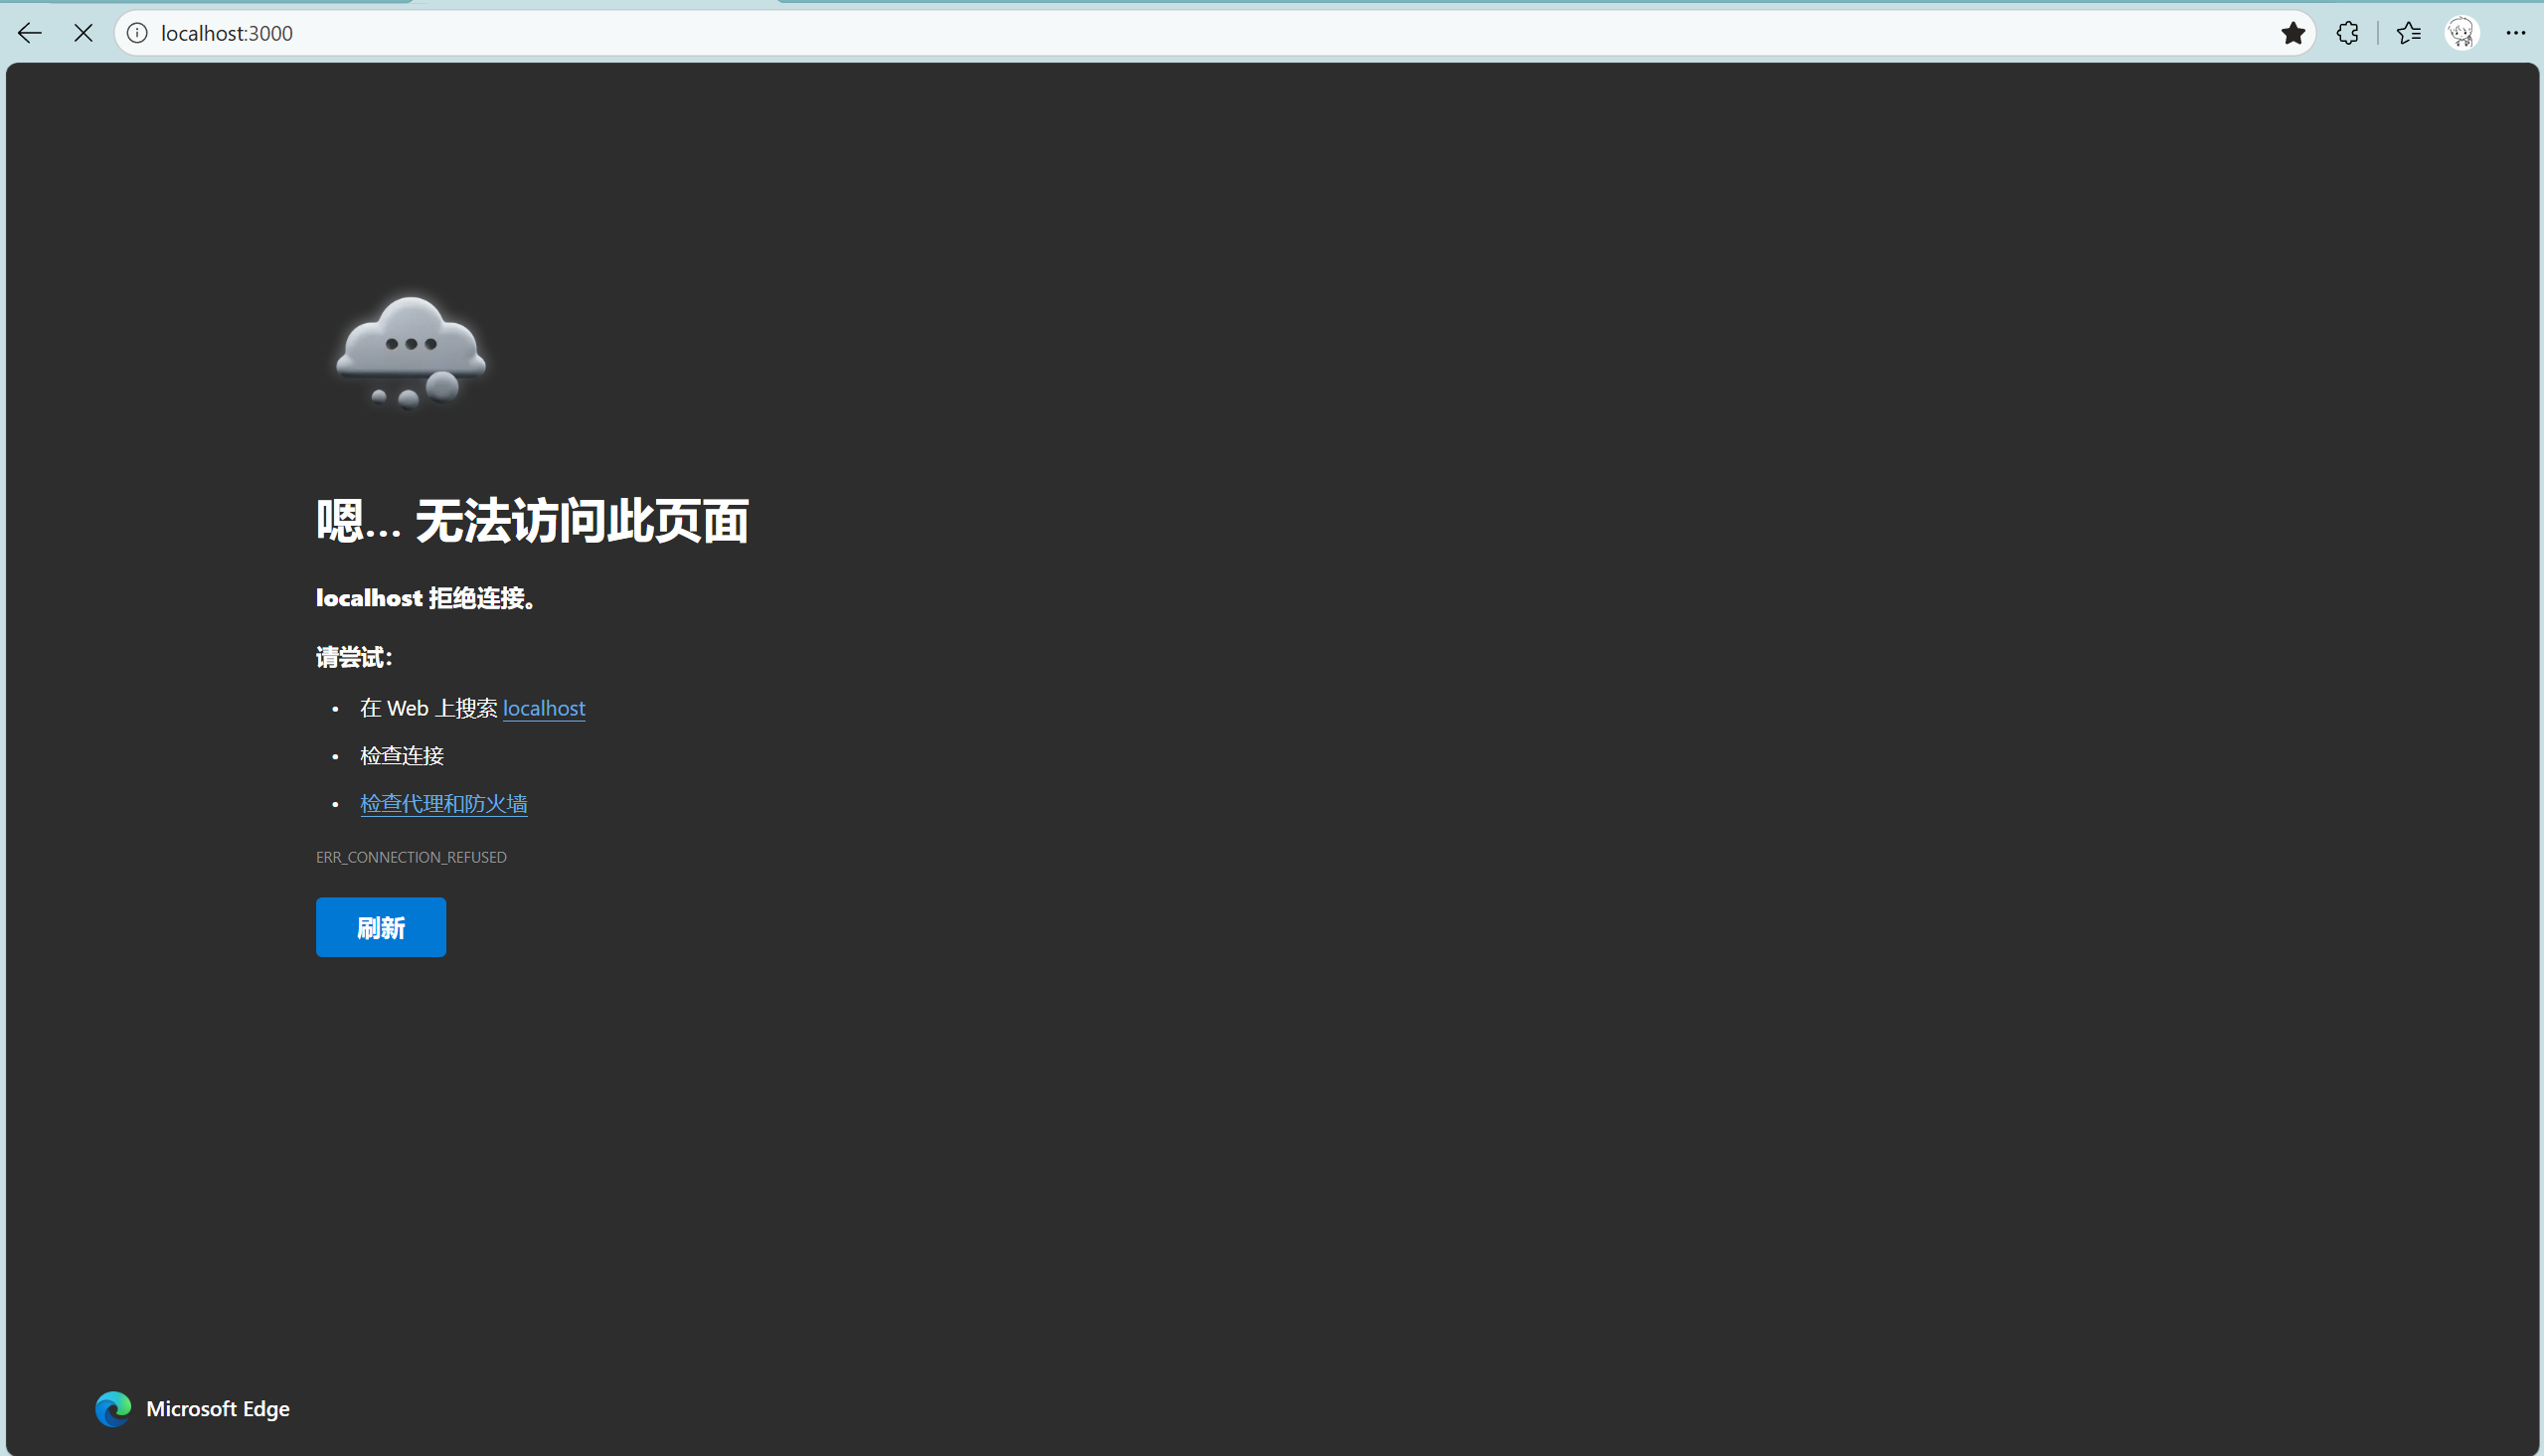 localhost:3000
嗯... 无法访问此页面
localhost 拒绝连接。
请尝试：
• 在 Web 上搜索 localhost
• 检查连接
• 检查代理和防火墙
ERR_CONNECTION_REFUSED
刷新
Microsoft Edge